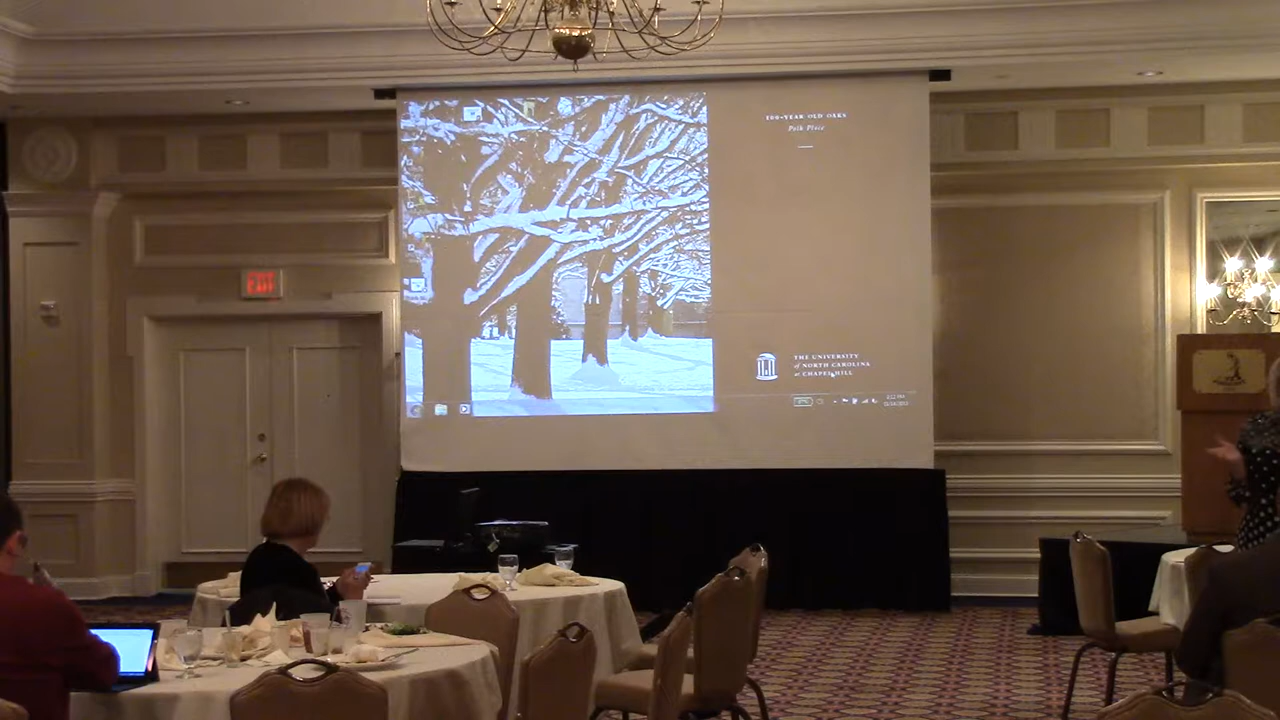 100-YEAR OLD OAKS
Polk Place
EXIT
THE UNIVERSITY
of NORTH CAROLINA
at CHAPEL HILL